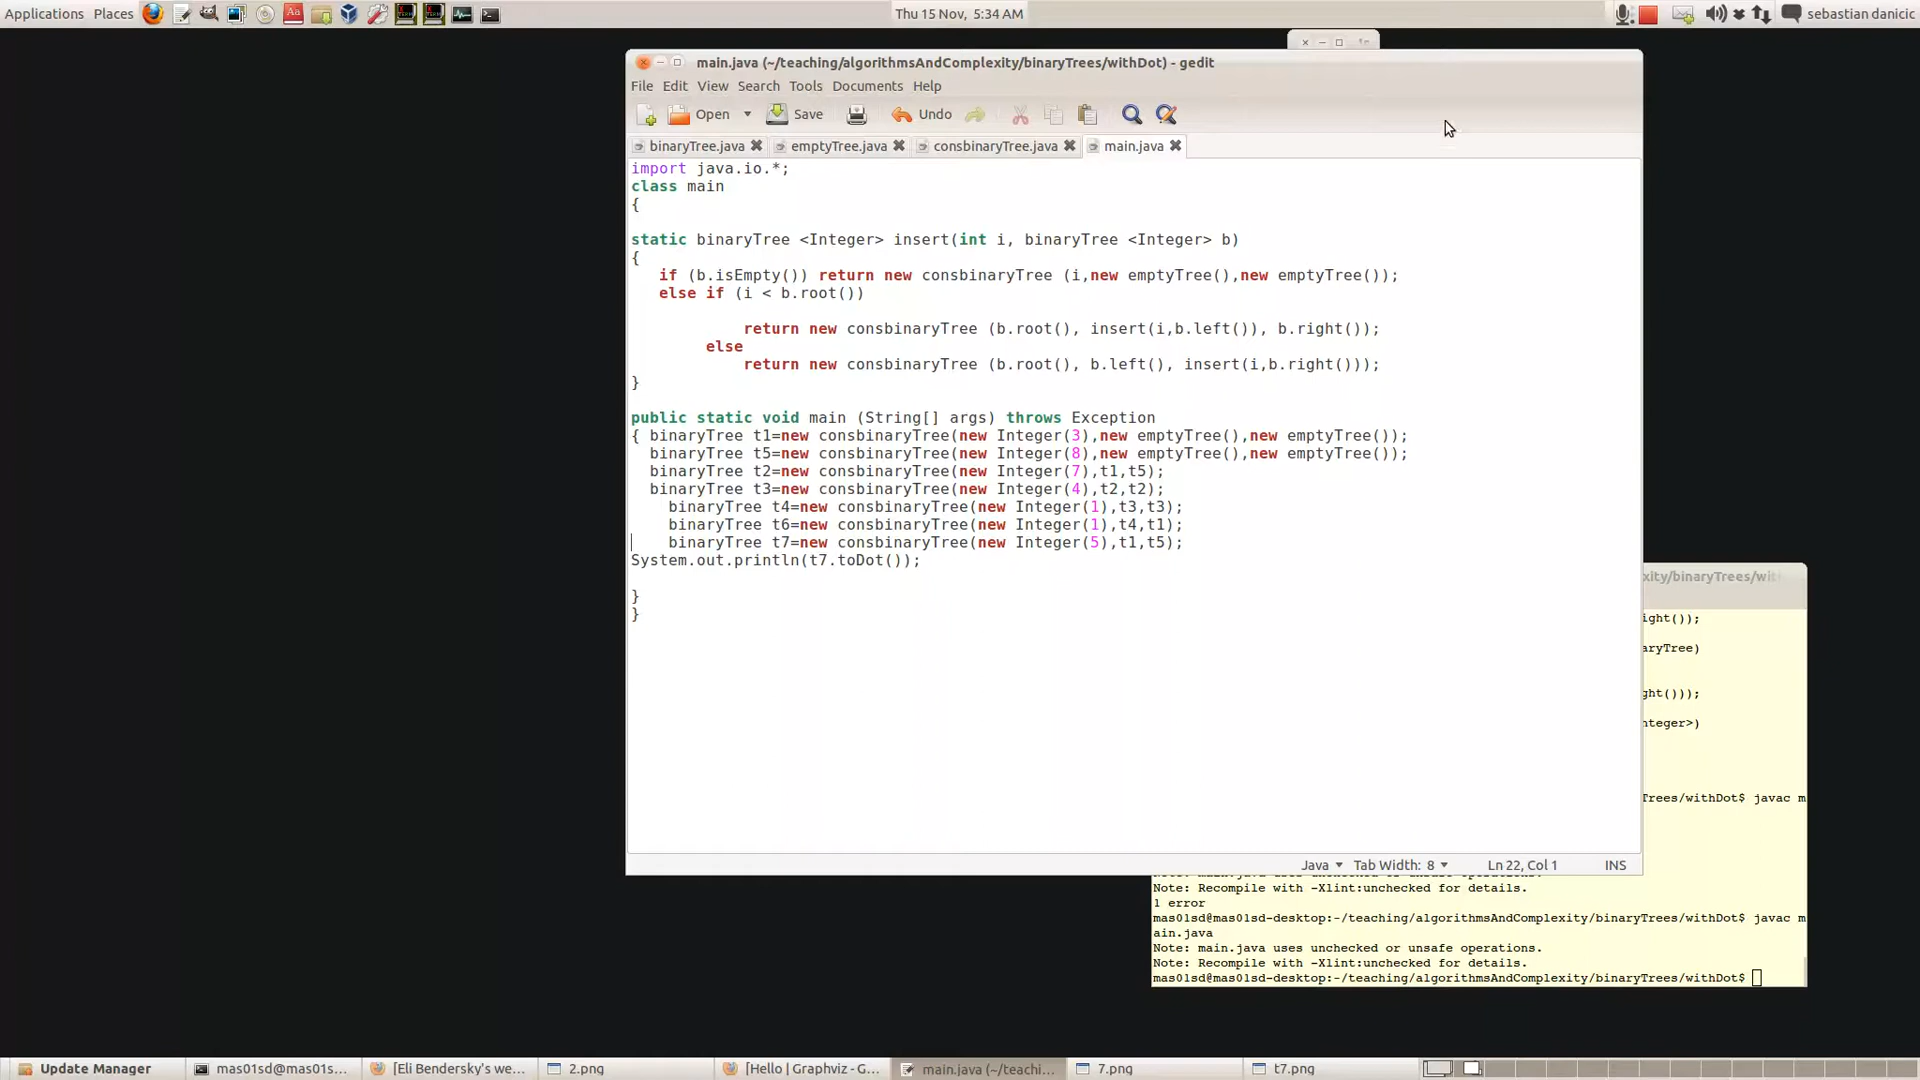 Applications Places
Thu 15 Nov, 5:34 AM
sebastian danicic
main.java (~/teaching/algorithmsAndComplexity/binaryTrees/withDot) - gedit
File Edit View Search Tools Documents Help
Open Save Undo
binaryTree.java emptyTree.java consbinaryTree.java main.java
import java.io.*;
class main
{
static binaryTree <Integer> insert(int i, binaryTree <Integer> b)
{
if (b.isEmpty()) return new consbinaryTree (i,new emptyTree(),new emptyTree());
else if (i < b.root())
return new consbinaryTree (b.root(), insert(i,b.left()), b.right());
else
return new consbinaryTree (b.root(), b.left(), insert(i,b.right()));
}
public static void main (String[] args) throws Exception
{ binaryTree t1=new consbinaryTree(new Integer(3),new emptyTree(),new emptyTree());
binaryTree t5=new consbinaryTree(new Integer(8),new emptyTree(),new emptyTree());
binaryTree t2=new consbinaryTree(new Integer(7),t1,t5);
binaryTree t3=new consbinaryTree(new Integer(4),t2,t2);
binaryTree t4=new consbinaryTree(new Integer(1),t3,t3);
binaryTree t6=new consbinaryTree(new Integer(1),t4,t1);
binaryTree t7=new consbinaryTree(new Integer(5),t1,t5);
System.out.println(t7.toDot());
}
}
Java Tab Width: 8 Ln 22, Col 1 INS
xity/binaryTrees/wit
ight());
aryTree)
ght()));
nteger>)
Trees/withDot$ javac m
Note: Recompile with -Xlint:unchecked for details.
1 error
mas01sd@mas01sd-desktop:~/teaching/algorithmsAndComplexity/binaryTrees/withDot$ javac m
ain.java
Note: main.java uses unchecked or unsafe operations.
Note: Recompile with -Xlint:unchecked for details.
mas01sd@mas01sd-desktop:~/teaching/algorithmsAndComplexity/binaryTrees/withDot$
Update Manager mas01sd@mas01s... [Eli Bendersky's we... 2.png [Hello | Graphviz - G... main.java (~/teachi... 7.png t7.png